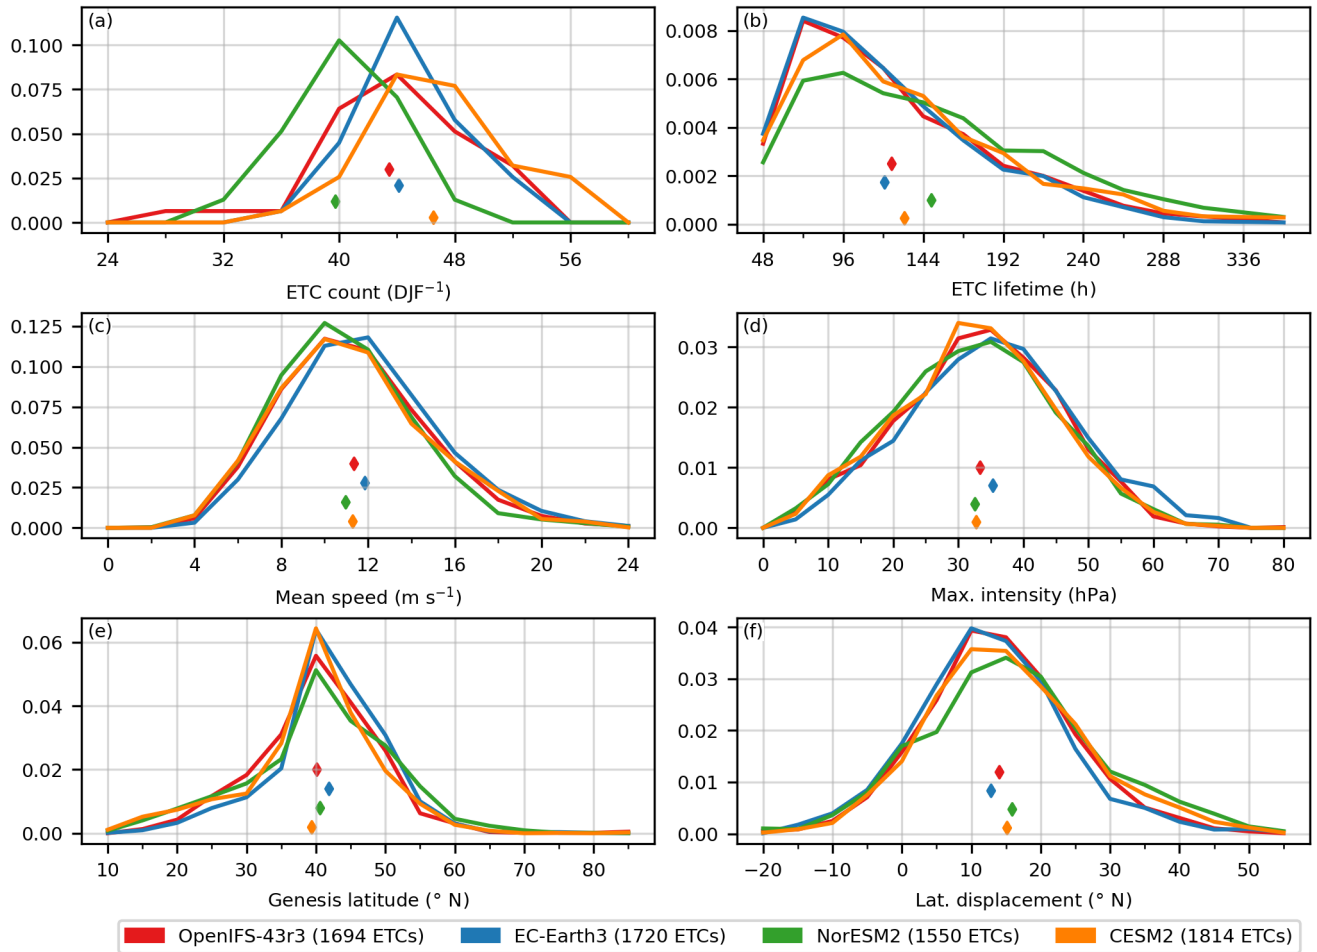 (a)
0.100
0.075
0.050
0.025
0.000
24 32 40 48 56
ETC count (DJF⁻¹)
(b)
0.008
0.006
0.004
0.002
0.000
48 96 144 192 240 288 336
ETC lifetime (h)
(c)
0.125
0.100
0.075
0.050
0.025
0.000
0 4 8 12 16 20 24
Mean speed (m s⁻¹)
(d)
0.03
0.02
0.01
0.00
0 10 20 30 40 50 60 70 80
Max. intensity (hPa)
(e)
0.06
0.04
0.02
0.00
10 20 30 40 50 60 70 80
Genesis latitude (° N)
(f)
0.04
0.03
0.02
0.01
0.00
−20 −10 0 10 20 30 40 50
Lat. displacement (° N)
OpenIFS-43r3 (1694 ETCs) EC-Earth3 (1720 ETCs) NorESM2 (1550 ETCs) CESM2 (1814 ETCs)